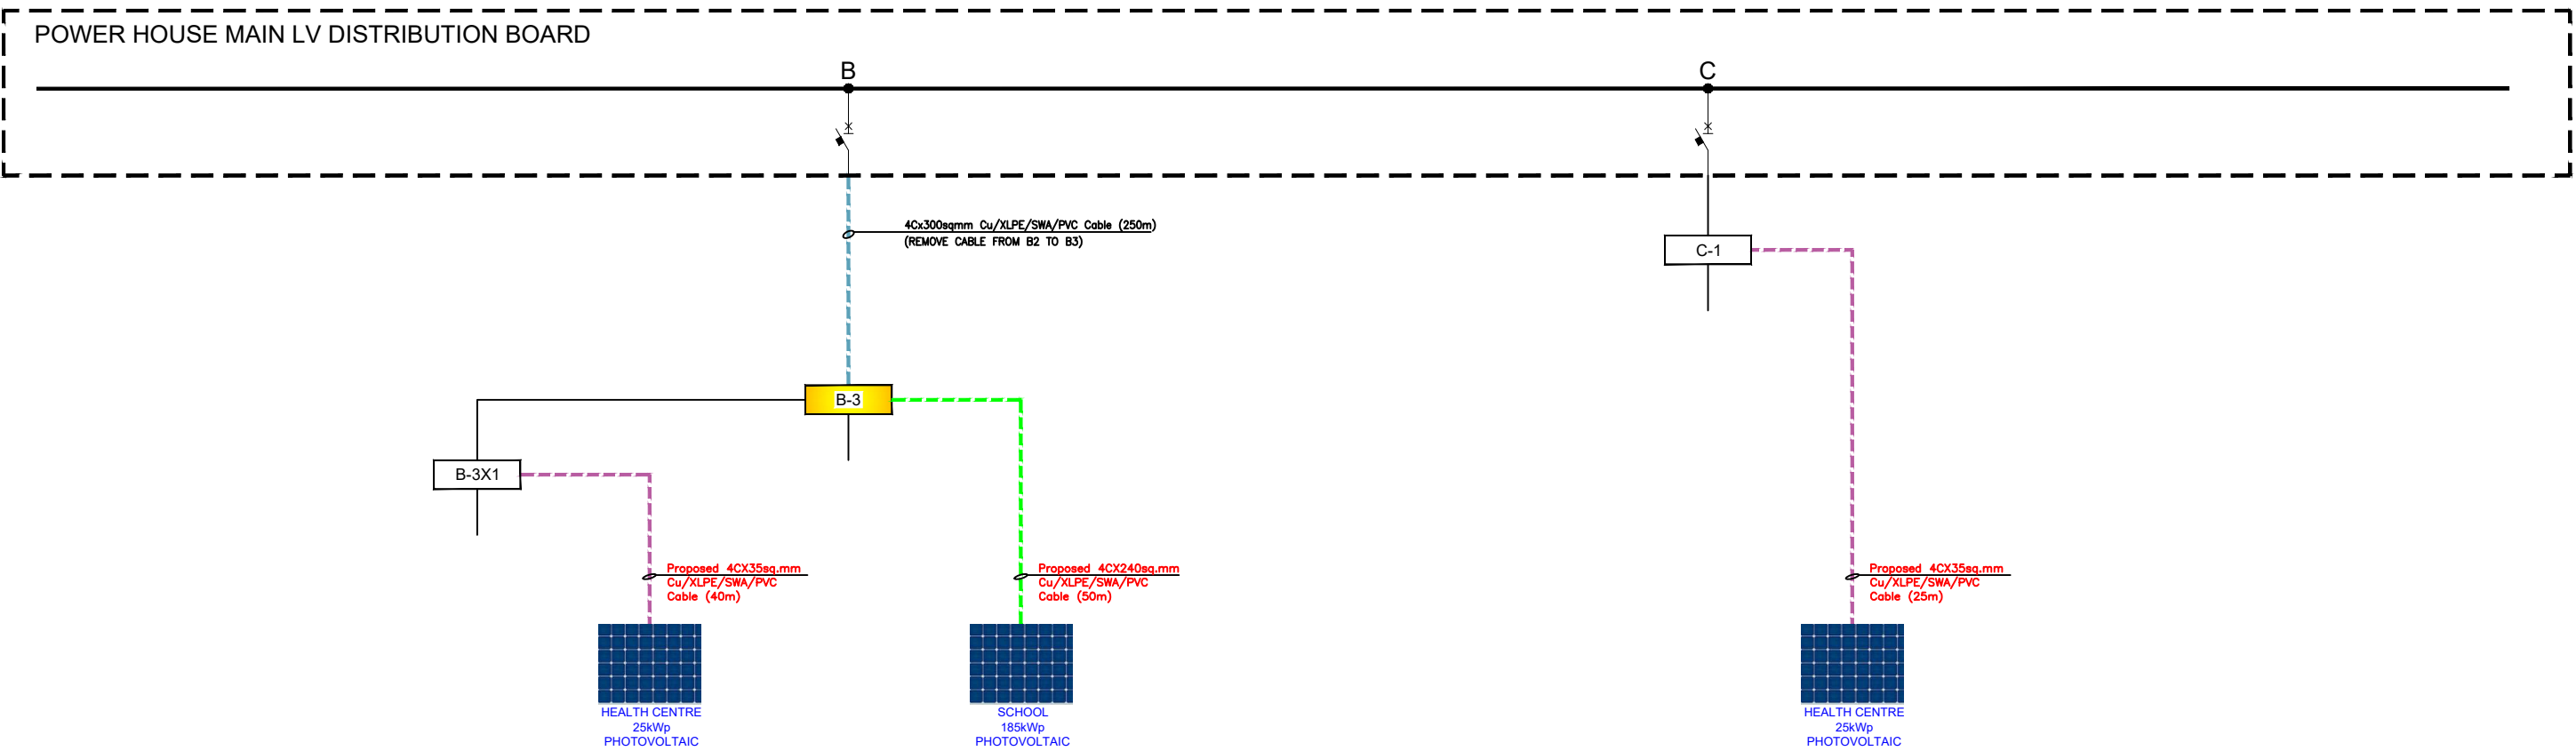 POWER HOUSE MAIN LV DISTRIBUTION BOARD
B
C
4Cx300sqmm Cu/XLPE/SWA/PVC Cable (250m)
(REMOVE CABLE FROM B2 TO B3)
C-1
B-3
B-3X1
Proposed 4CX35sq.mm
Cu/XLPE/SWA/PVC
Cable (40m)
Proposed 4CX240sq.mm
Cu/XLPE/SWA/PVC
Cable (50m)
Proposed 4CX35sq.mm
Cu/XLPE/SWA/PVC
Cable (25m)
HEALTH CENTRE
25kWp
PHOTOVOLTAIC
SCHOOL
185kWp
PHOTOVOLTAIC
HEALTH CENTRE
25kWp
PHOTOVOLTAIC